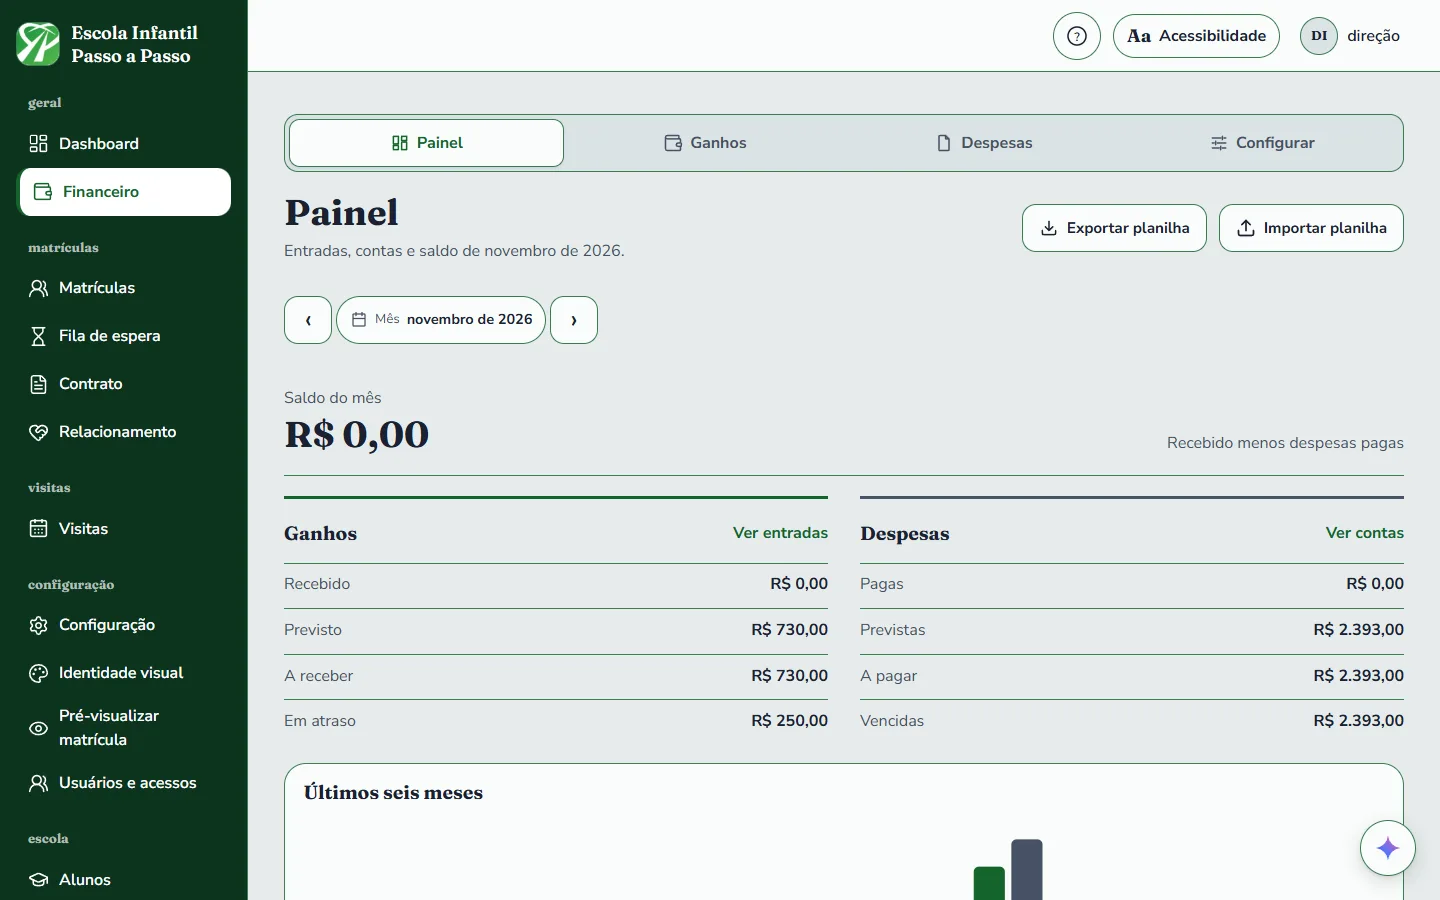 Escola Infantil
Passo a Passo
geral
Dashboard
Financeiro
matrículas
Matrículas
Fila de espera
Contrato
Relacionamento
visitas
Visitas
configuração
Configuração
Identidade visual
Pré-visualizar
matrícula
Usuários e acessos
escola
Alunos
?
Aa Acessibilidade
DI direção
Painel
Ganhos
Despesas
Configurar
Painel
Entradas, contas e saldo de novembro de 2026.
Exportar planilha
Importar planilha
‹
Mês novembro de 2026
›
Saldo do mês
R$ 0,00
Recebido menos despesas pagas
Ganhos Ver entradas
Recebido R$ 0,00
Previsto R$ 730,00
A receber R$ 730,00
Em atraso R$ 250,00
Despesas Ver contas
Pagas R$ 0,00
Previstas R$ 2.393,00
A pagar R$ 2.393,00
Vencidas R$ 2.393,00
Últimos seis meses